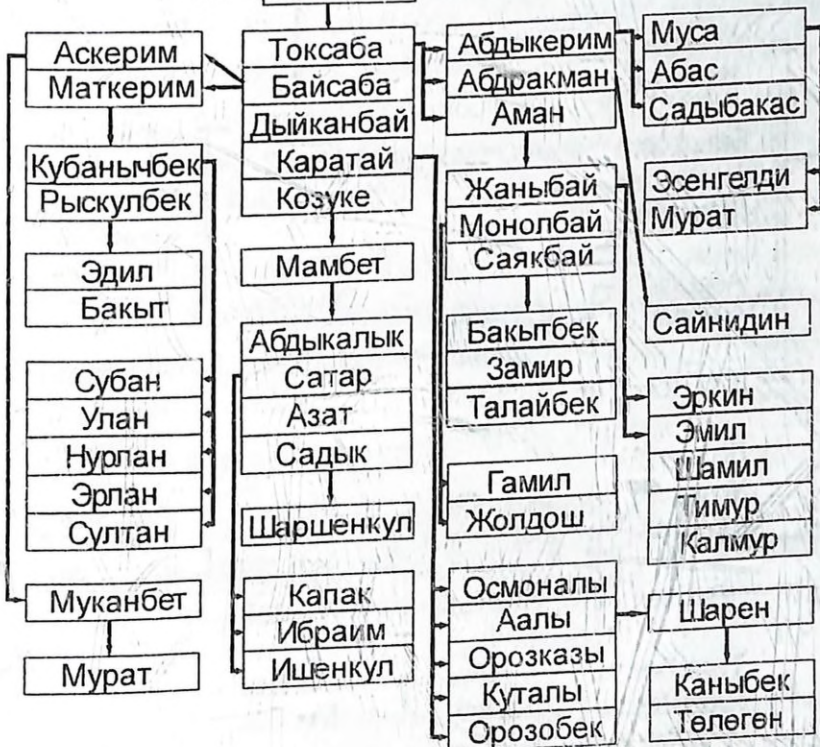 Аскерим
Маткерим
Кубанычбек
Рыскулбек
Эдил
Бакыт
Субан
Улан
Нурлан
Эрлан
Султан
Муканбет
Мурат
Токсаба
Байсаба
Дыйканбай
Каратай
Козуке
Мамбет
Абдыкалык
Сатар
Азат
Садык
Шаршенкул
Капак
Ибраим
Ишенкул
Абдыкерим
Абдракман
Аман
Жаныбай
Монолбай
Саякбай
Бакытбек
Замир
Талайбек
Гамил
Жолдош
Осмоналы
Аалы
Орозказы
Куталы
Орозобек
Муса
Абас
Садыбакас
Эсенгелди
Мурат
Сайнидин
Эркин
Эмил
Шамил
Тимур
Калмур
Шарен
Каныбек
Төлөгөн